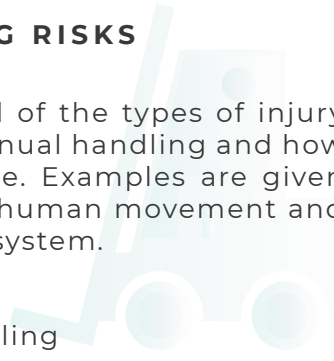 G RISKS
l of the types of injury
nual handling and how
e. Examples are given
human movement and
system.
ling